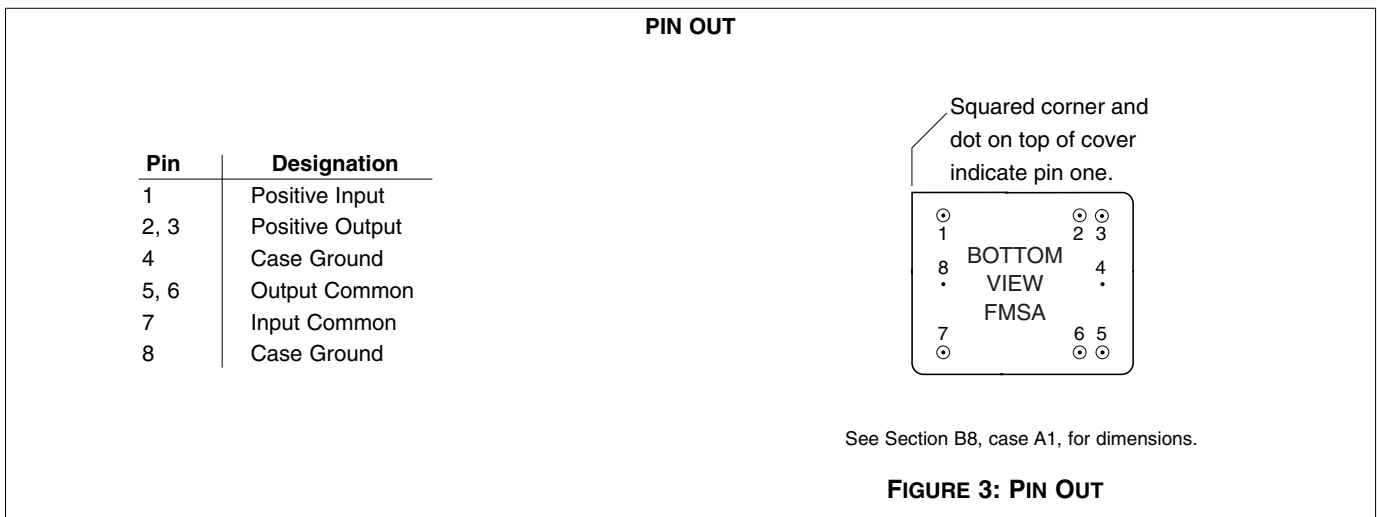 PIN OUT
Pin Designation
1 Positive Input
2, 3 Positive Output
4 Case Ground
5, 6 Output Common
7 Input Common
8 Case Ground
Squared corner and
dot on top of cover
indicate pin one.
1 2 3
BOTTOM
8 4
VIEW
FMSA
7 6 5
See Section B8, case A1, for dimensions.
FIGURE 3: PIN OUT